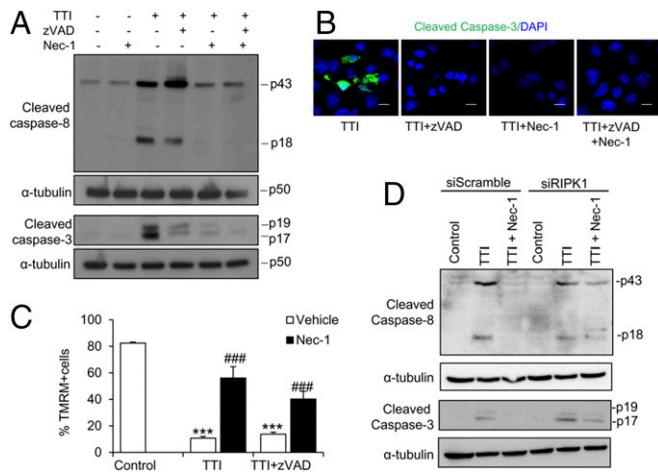 A
TTI - - + + + +
zVAD - - - + - +
Nec-1 - + - - + +
Cleaved caspase-8
p43
p18
α-tubulin
p50
Cleaved caspase-3
p19
p17
α-tubulin
p50
B
Cleaved Caspase-3/DAPI
TTI TTI+zVAD TTI+Nec-1 TTI+zVAD +Nec-1
C
% TMRM+cells
100
80
60
40
20
0
Vehicle
Nec-1
***
###
***
###
Control TTI TTI+zVAD
D
siScramble siRIPK1
Control TTI TTI + Nec-1 Control TTI TTI + Nec-1
Cleaved Caspase-8
-p43
-p18
α-tubulin
Cleaved Caspase-3
-p19
-p17
α-tubulin